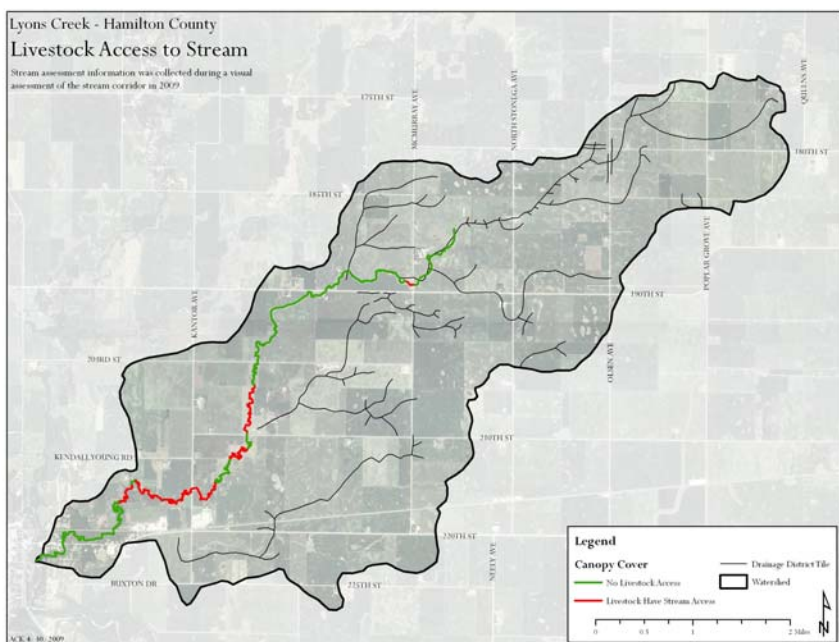 Lyons Creek - Hamilton County
Livestock Access to Stream
Stream assessment information was collected during a visual
assessment of the stream corridor in 2009
175TH ST
MCMURRAY AVE
NORTH STONEGA AVE
QUEENS AVE
180TH ST
185TH ST
POPLAR GROVE AVE
KANTOR AVE
190TH ST
203RD ST
OLSEN AVE
210TH ST
KENDALLYOUNG RD
220TH ST
NEELY AVE
BUXTON DR
225TH ST
Legend
Canopy Cover
No Livestock Access
Livestock Have Stream Access
Drainage District Tile
Watershed
0 0.5 1 2 Miles
N